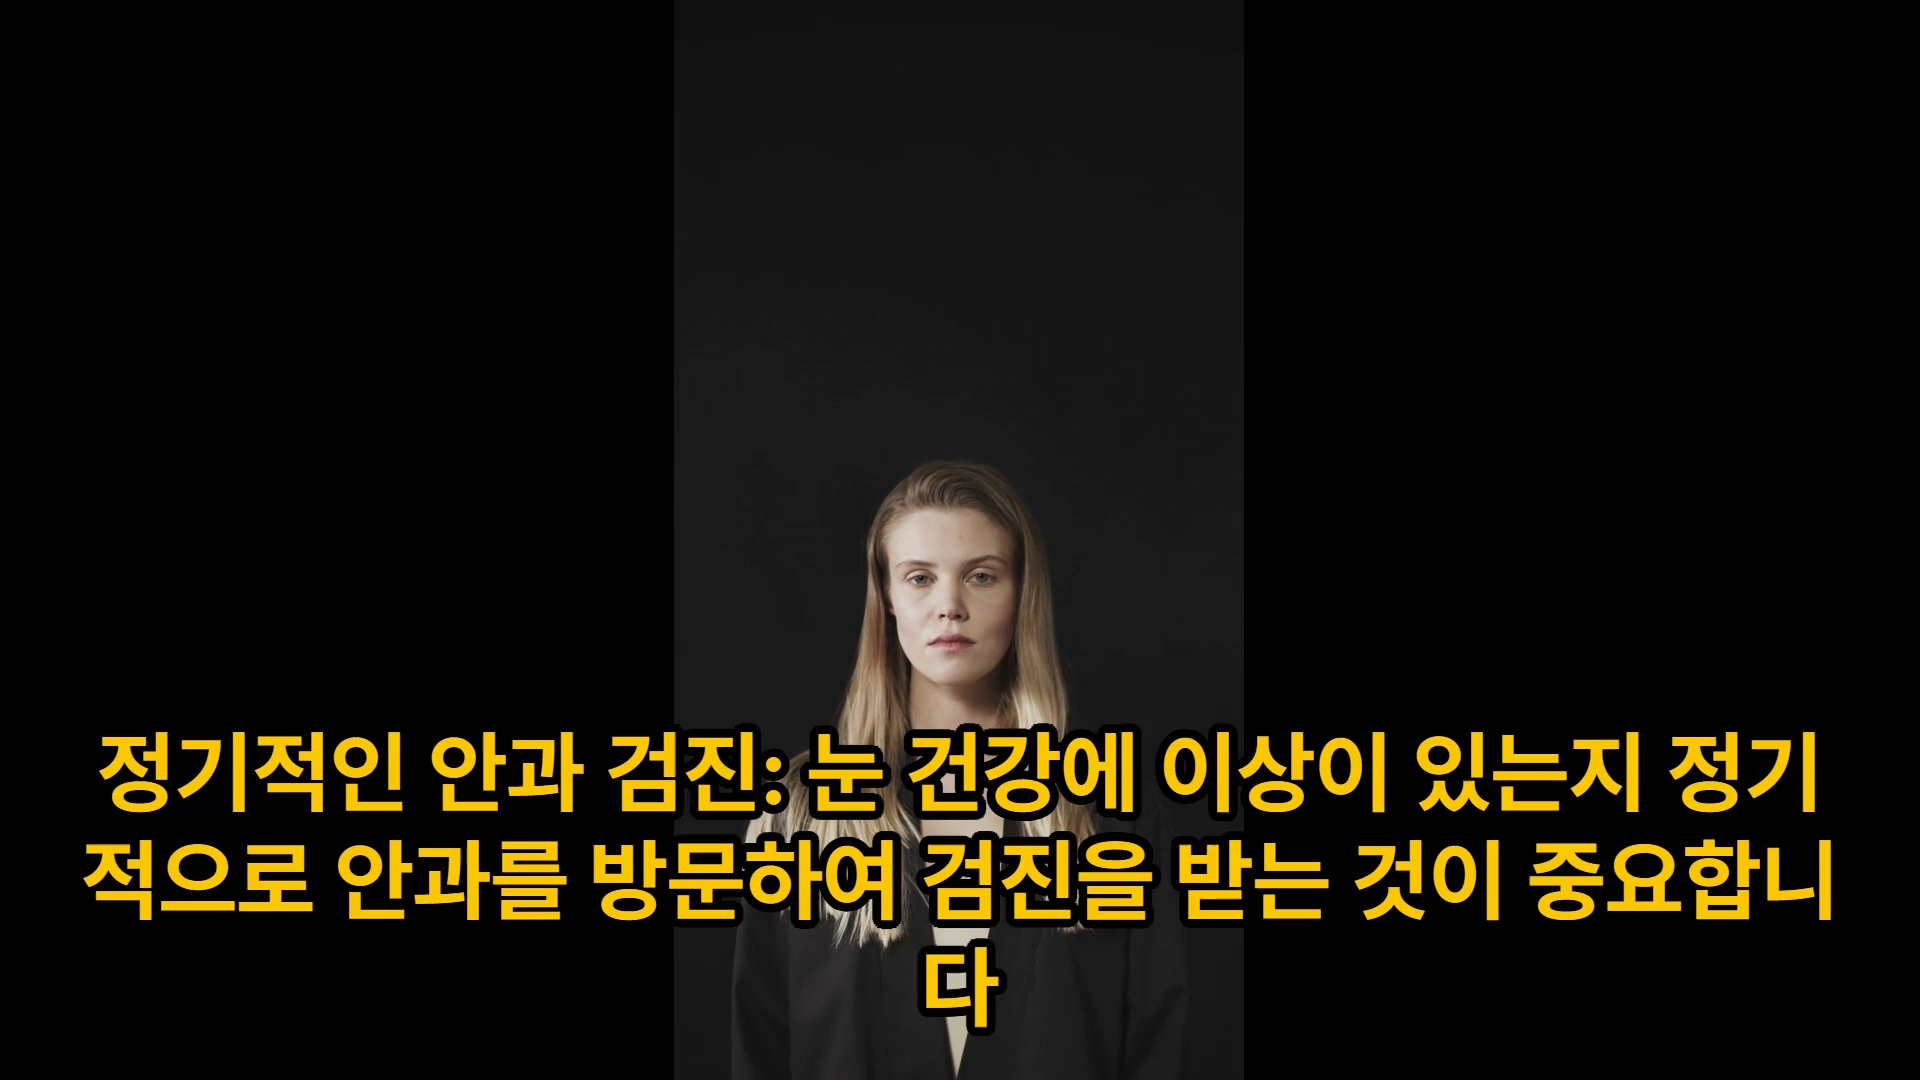 정기적인 안과 검진: 눈 건강에 이상이 있는지 정기
적으로 안과를 방문하여 검진을 받는 것이 중요합니
다